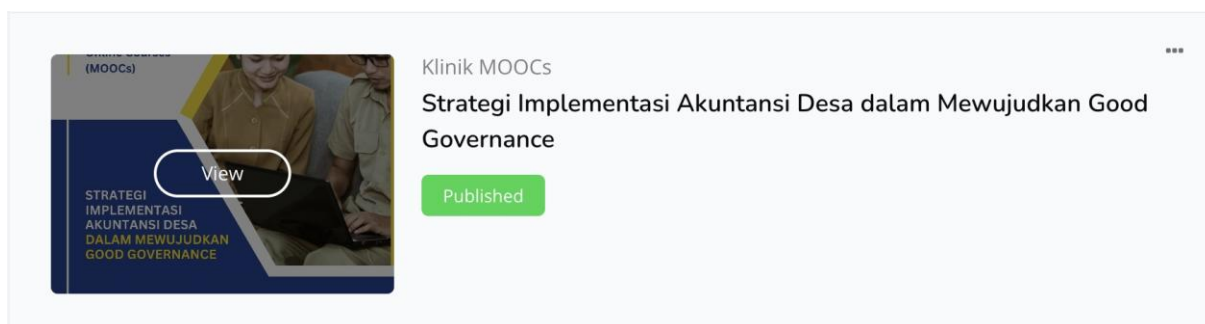 (MOOCs)
View
STRATEGI
IMPLEMENTASI
AKUNTANSI DESA
DALAM MEWUJUDKAN
GOOD GOVERNANCE
Klinik MOOCs
Strategi Implementasi Akuntansi Desa dalam Mewujudkan Good
Governance
Published